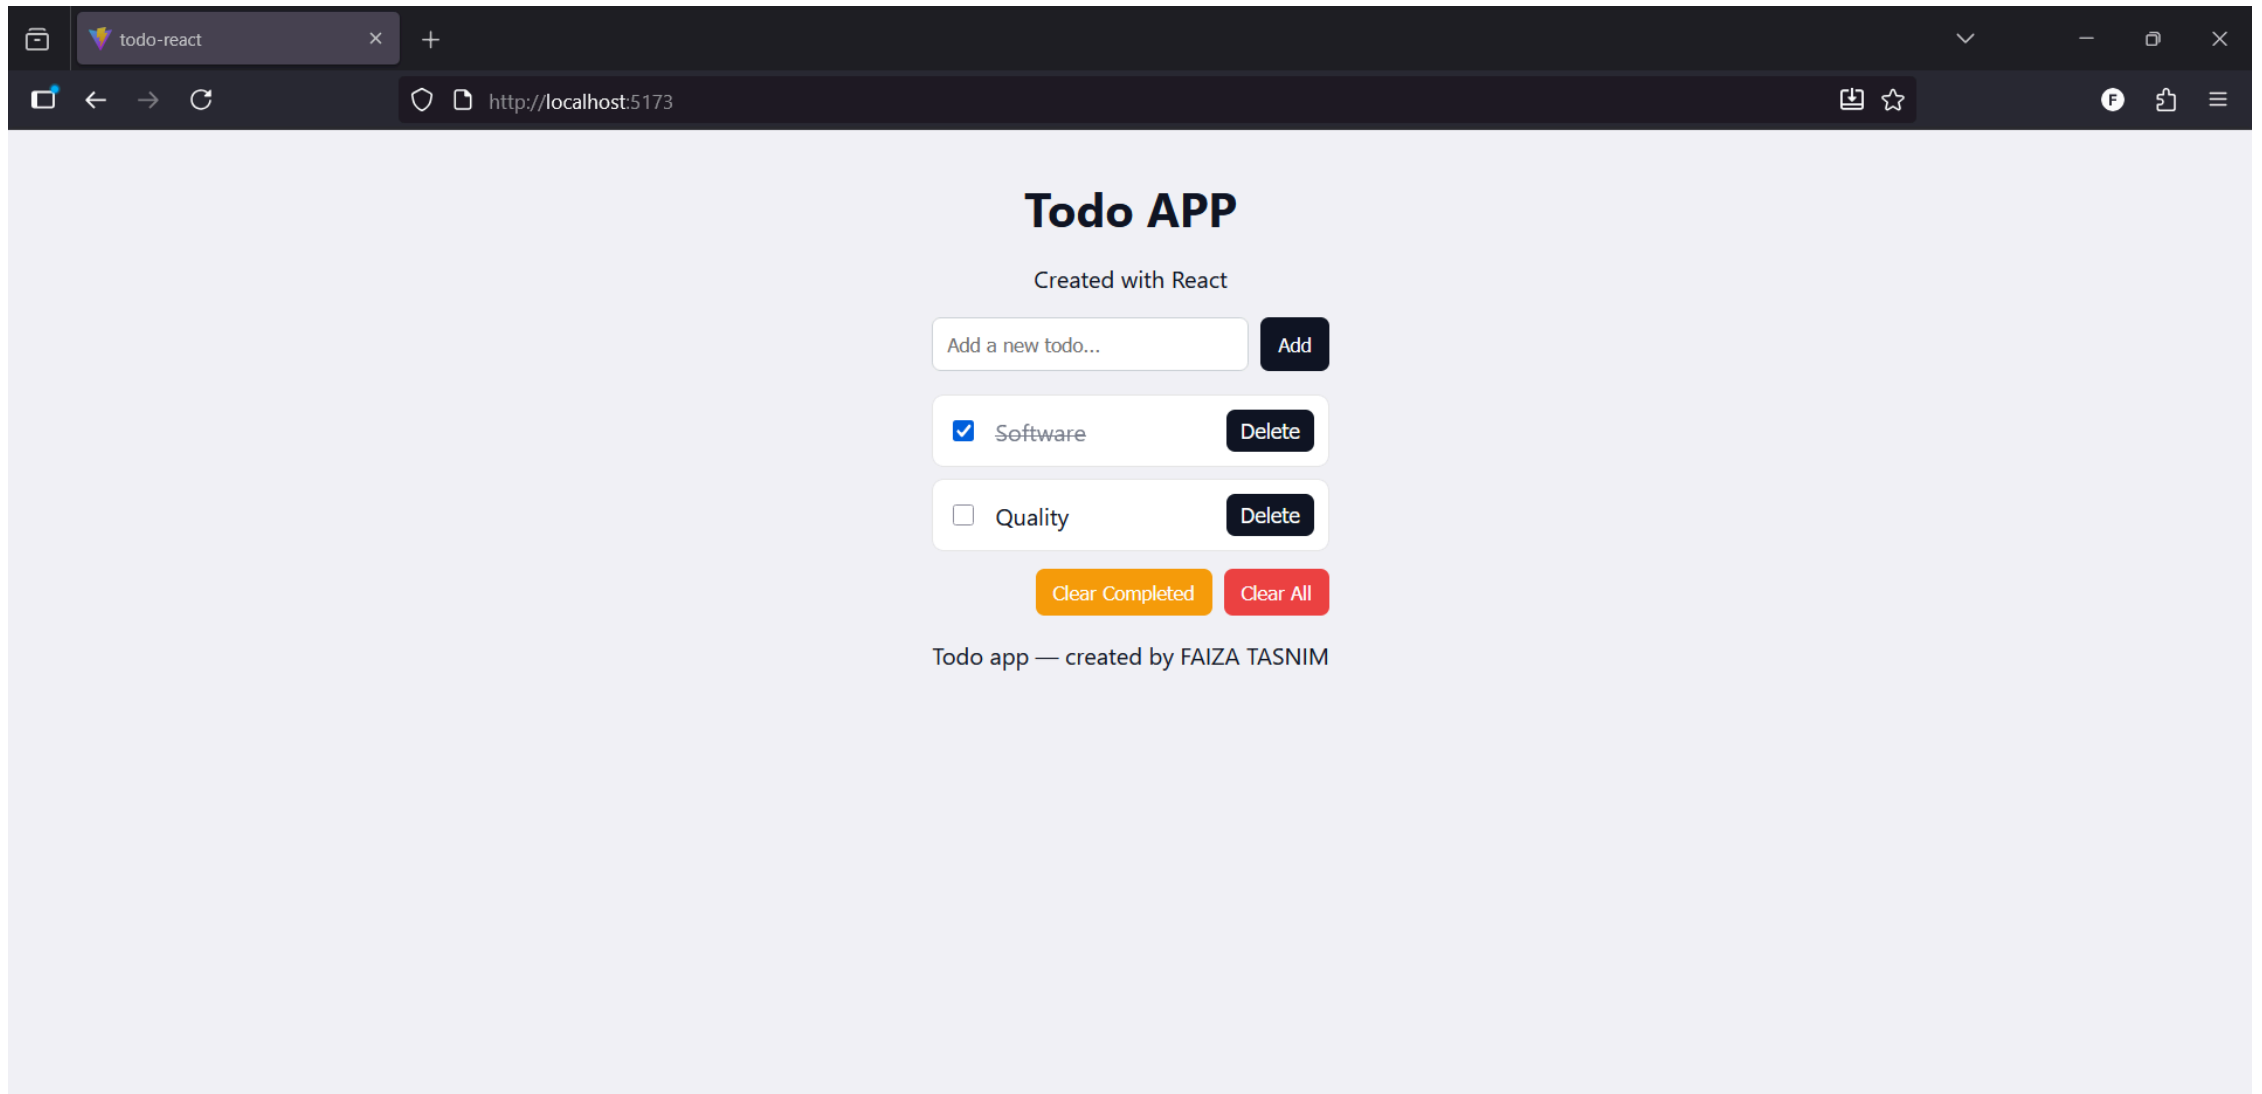 todo-react
http://localhost:5173
F
Todo APP
Created with React
Add a new todo...
Add
Software
Delete
Quality
Delete
Clear Completed
Clear All
Todo app — created by FAIZA TASNIM